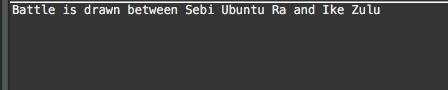 Battle is drawn between Sebi Ubuntu Ra and Ike Zulu